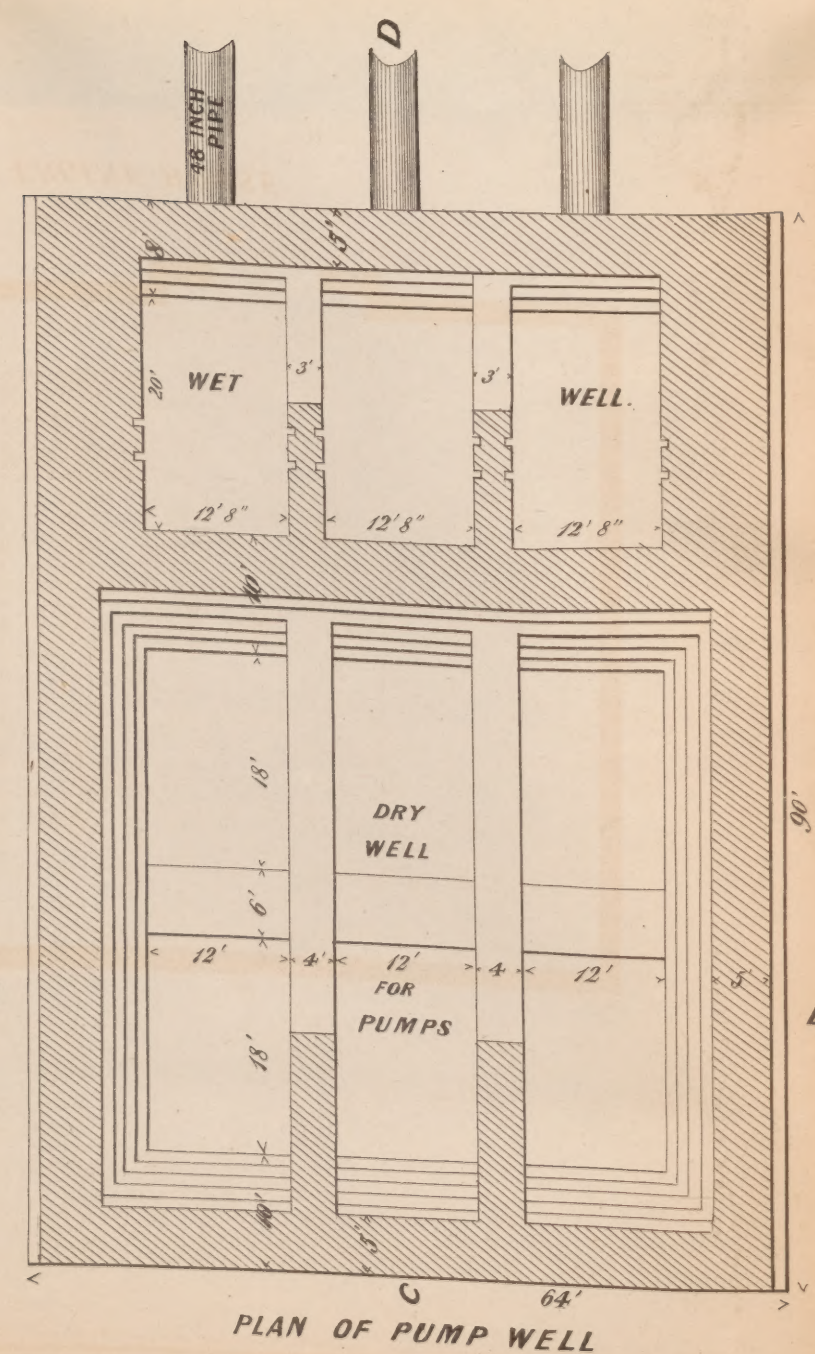 D
48 INCH
PIPE
8'
5'
20'
WET
3'
3'
WELL.
12' 8"
12' 8"
12' 8"
10'
18'
DRY
WELL
90'
6'
12'
4'
12'
4
12'
5'
FOR
PUMPS
18'
10'
5'
C
64'
PLAN OF PUMP WELL